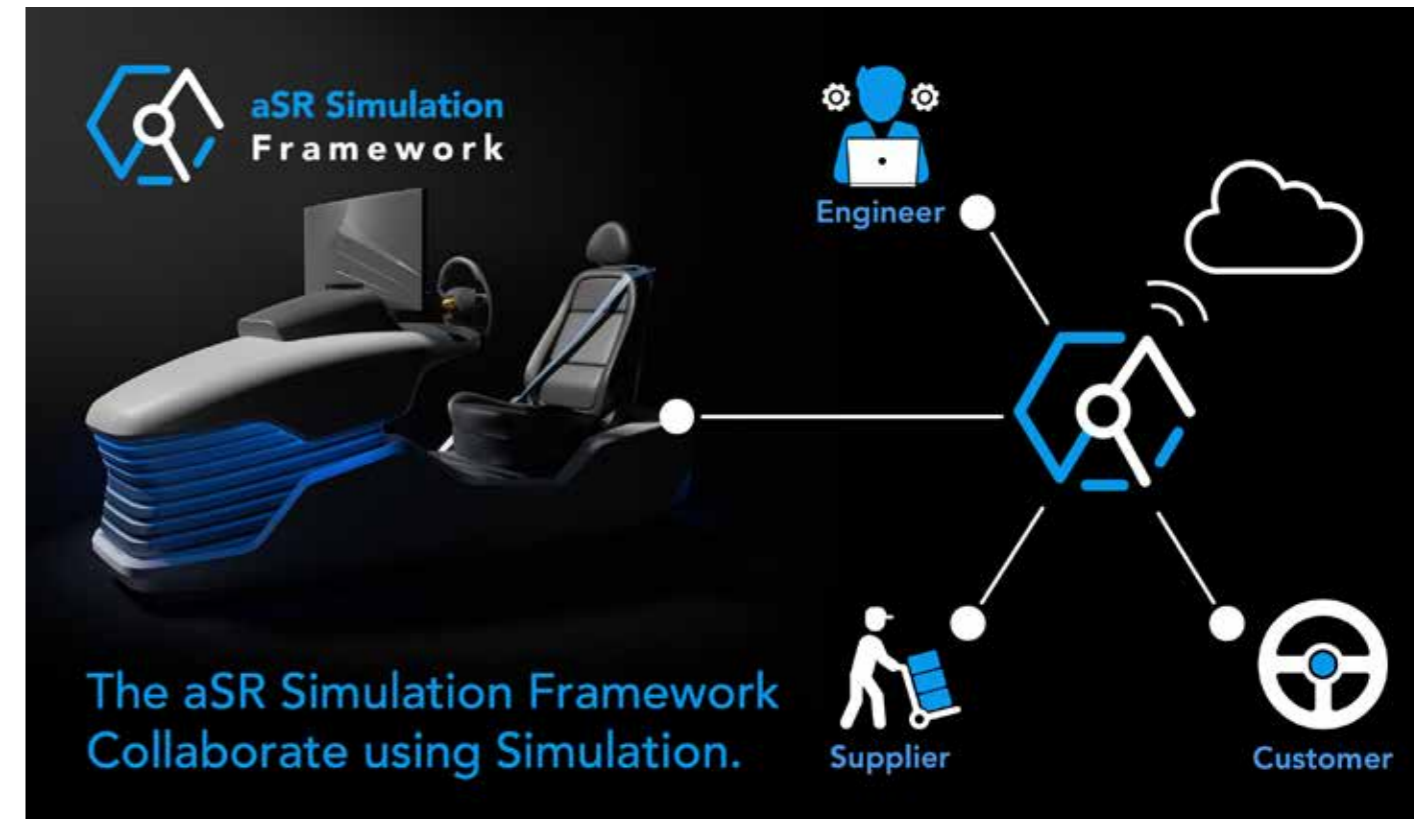 aSR Simulation
Framework
Engineer
The aSR Simulation Framework
Collaborate using Simulation.
Supplier
Customer